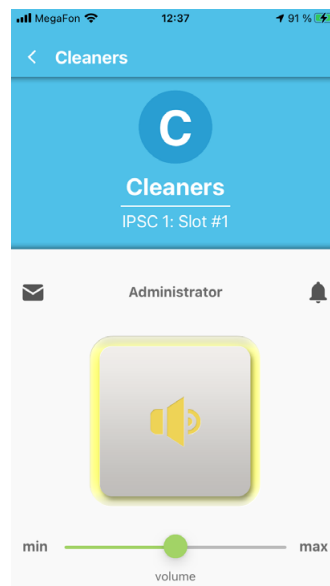 MegaFon 12:37 91 %
Cleaners
C
Cleaners
IPSC 1: Slot #1
Administrator
min max
volume